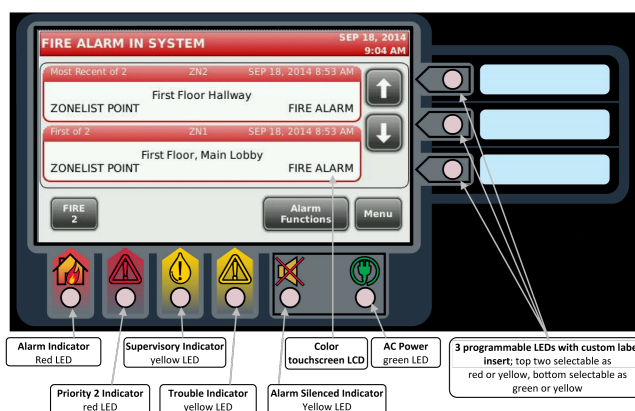 FIRE ALARM IN SYSTEM
SEP 18, 2014
9:04 AM
Most Recent of 2 ZN2 SEP 18, 2014 8:53 AM
First Floor Hallway
ZONELIST POINT FIRE ALARM
First of 2 ZN1 SEP 18, 2014 8:53 AM
First Floor, Main Lobby
ZONELIST POINT FIRE ALARM
FIRE
2
Alarm
Functions
Menu
Alarm Indicator
Red LED
Supervisory Indicator
yellow LED
Color
touchscreen LCD
AC Power
green LED
3 programmable LEDs with custom labe
insert; top two selectable as
red or yellow, bottom selectable as
green or yellow
Priority 2 Indicator
red LED
Trouble Indicator
yellow LED
Alarm Silenced Indicator
Yellow LED